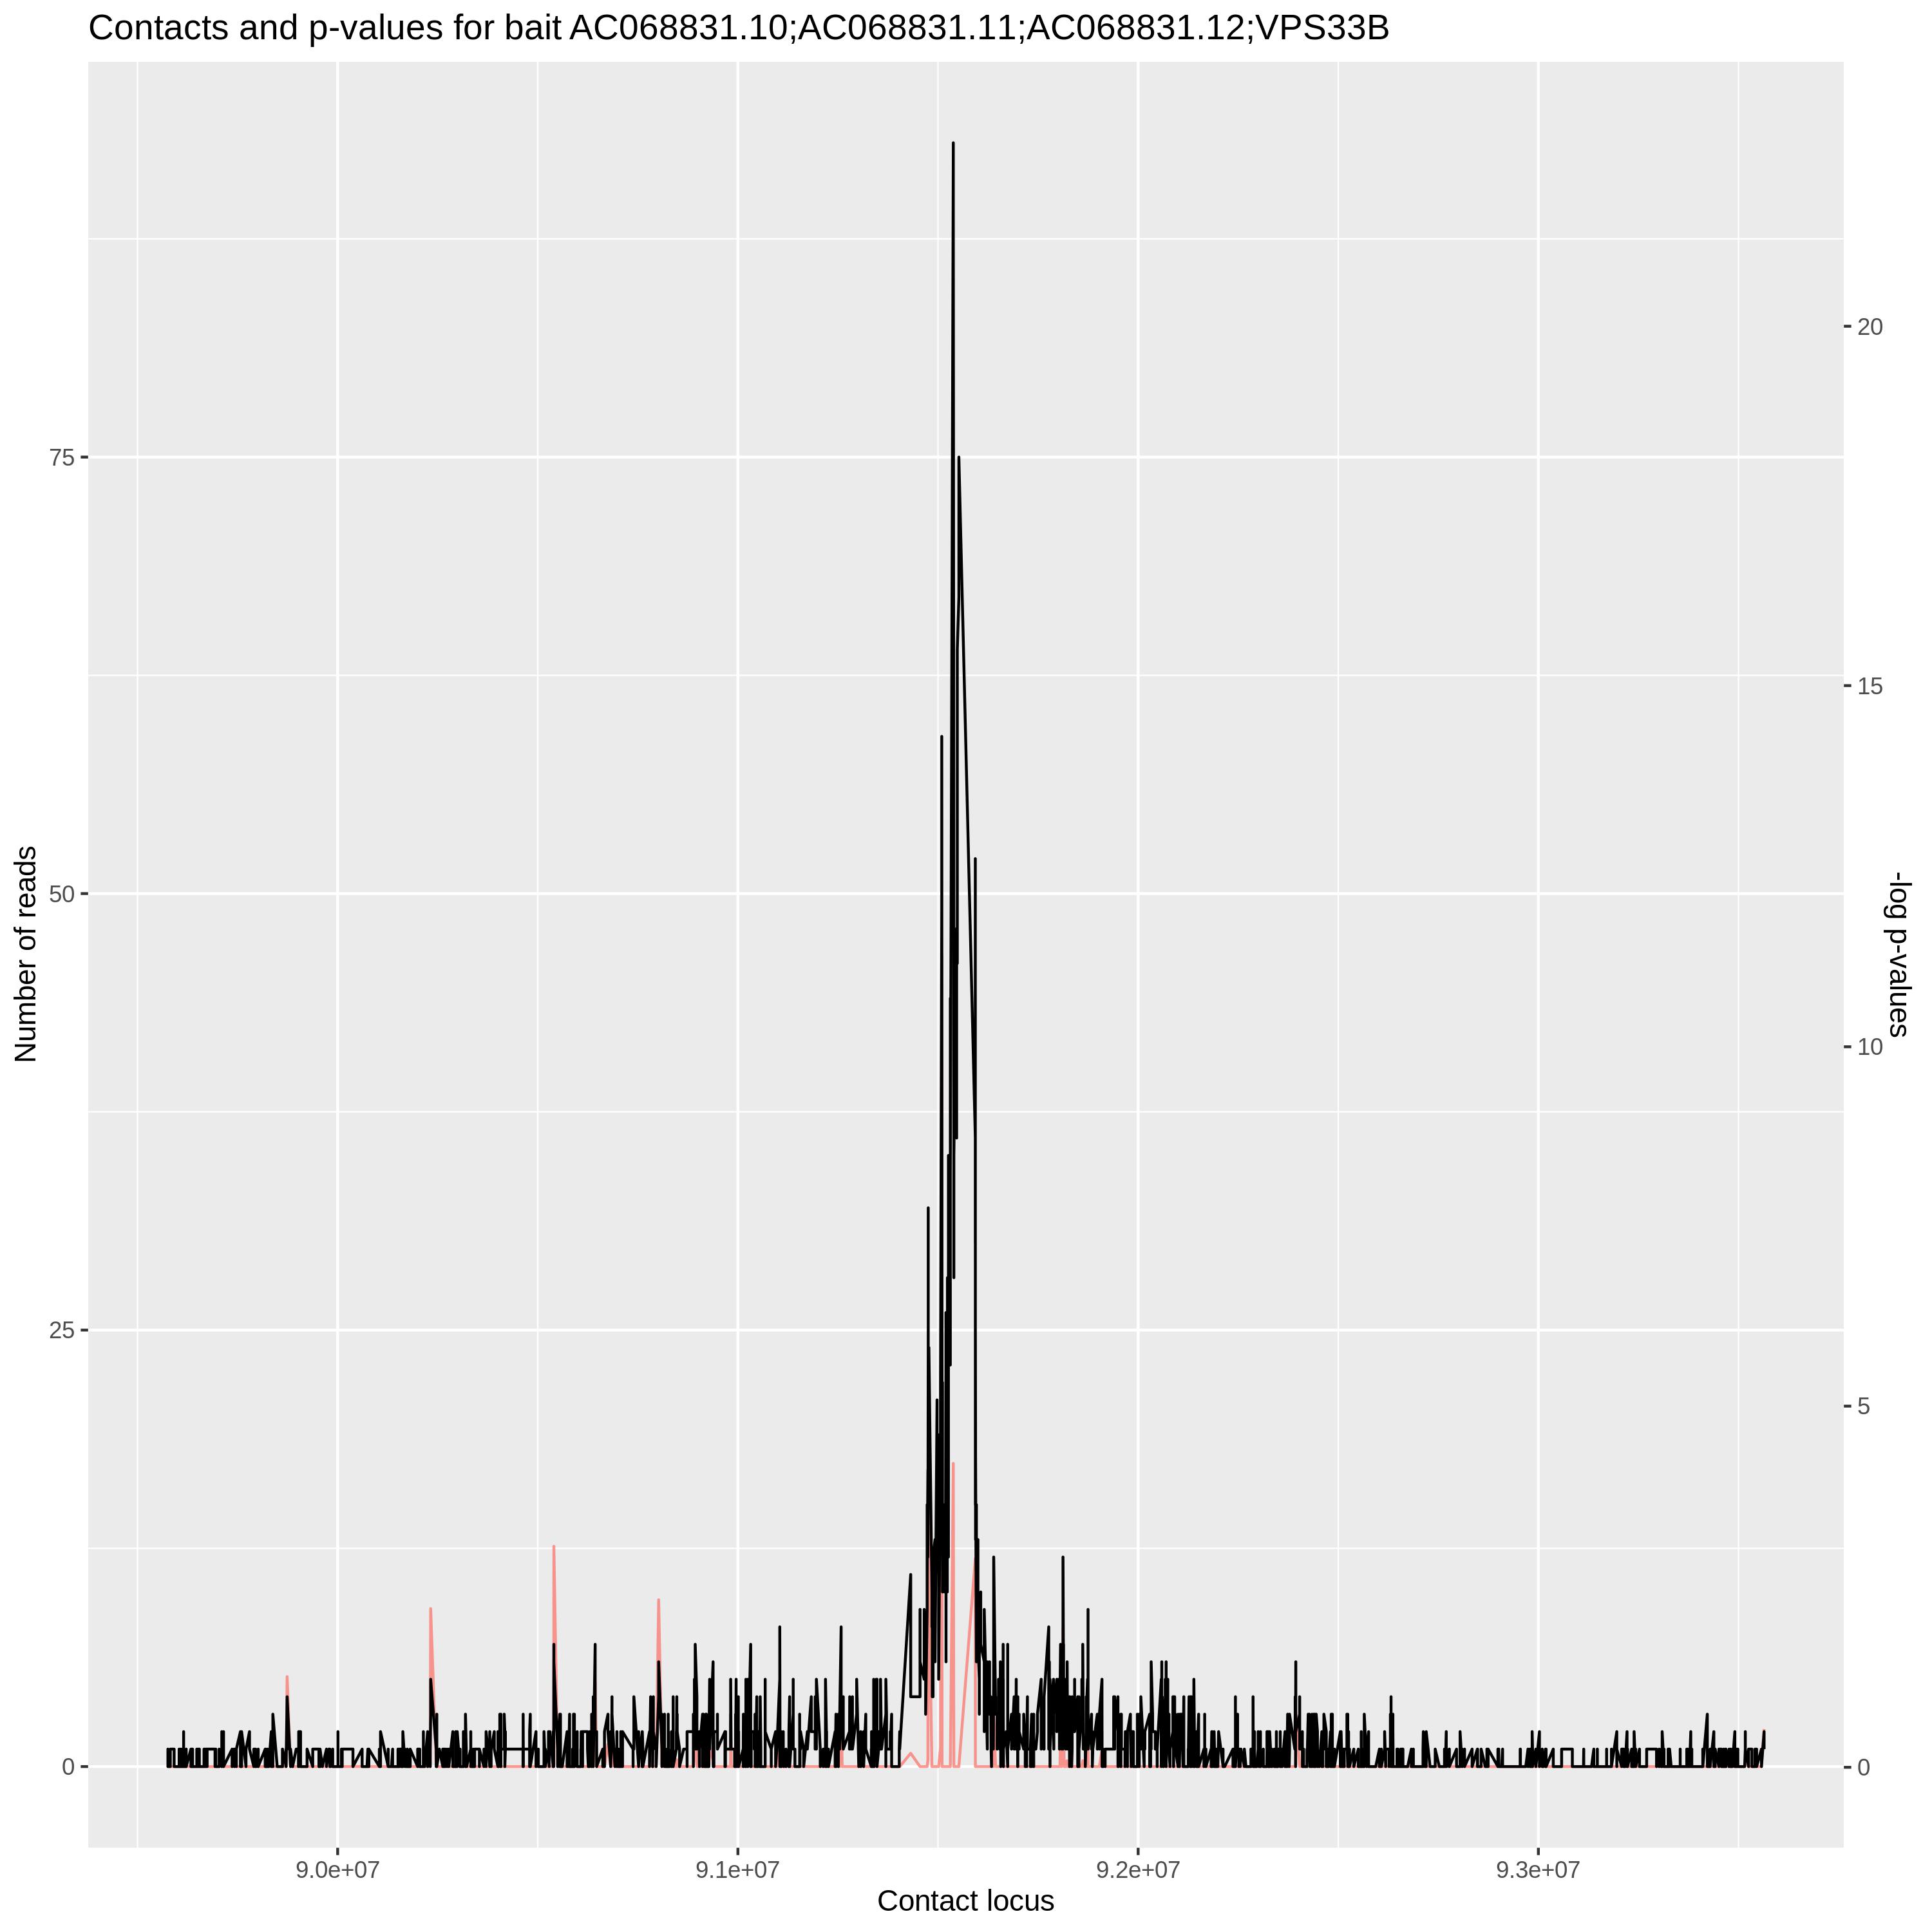 Contacts and p-values for bait AC068831.10;AC068831.11;AC068831.12;VPS33B
Number of reads
75
50
25
0
20
15
10
5
0
-log p-values
9.0e+07
9.1e+07
9.2e+07
9.3e+07
Contact locus